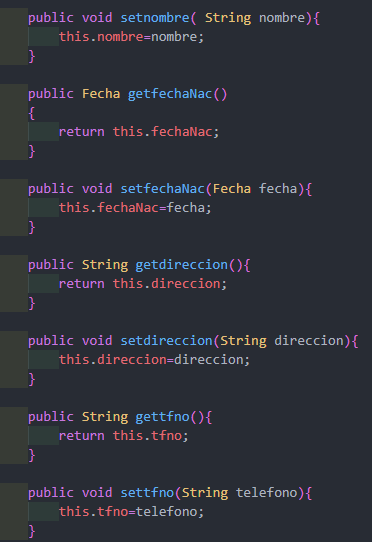 public void setnombre( String nombre){
this.nombre=nombre;
}
public Fecha getfechaNac()
{
return this.fechaNac;
}
public void setfechaNac(Fecha fecha){
this.fechaNac=fecha;
}
public String getdireccion(){
return this.direccion;
}
public void setdireccion(String direccion){
this.direccion=direccion;
}
public String gettfno(){
return this.tfno;
}
public void settfno(String telefono){
this.tfno=telefono;
}